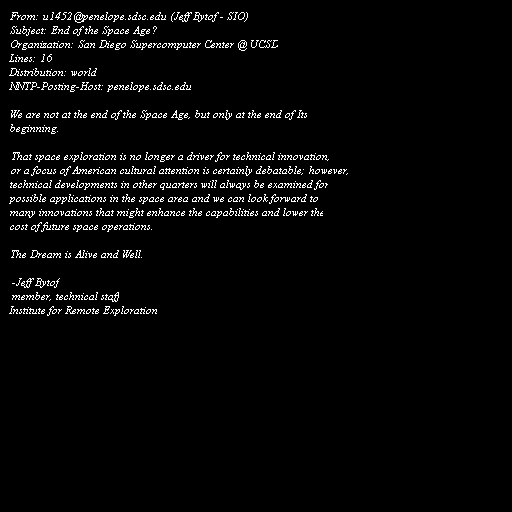 From: u1452@penelope.sdsc.edu (Jeff Bytof - SIO)
Subject: End of the Space Age?
Organization: San Diego Supercomputer Center @ UCSD
Lines: 16
Distribution: world
NNTP-Posting-Host: penelope.sdsc.edu
We are not at the end of the Space Age, but only at the end of Its
beginning.
That space exploration is no longer a driver for technical innovation,
or a focus of American cultural attention is certainly debatable; however,
technical developments in other quarters will always be examined for
possible applications in the space area and we can look forward to
many innovations that might enhance the capabilities and lower the
cost of future space operations.
The Dream is Alive and Well.
-Jeff Bytof
member, technical staff
Institute for Remote Exploration